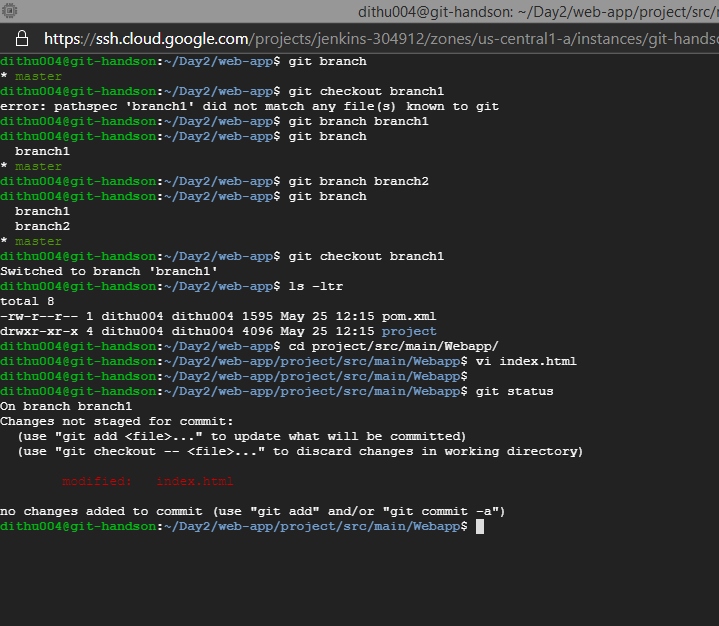 dithu004@git-handson: ~/Day2/web-app/project/src/
https://ssh.cloud.google.com/projects/jenkins-304912/zones/us-central1-a/instances/git-handso
dithu004@git-handson:~/Day2/web-app$ git branch
* master
dithu004@git-handson:~/Day2/web-app$ git checkout branch1
error: pathspec 'branch1' did not match any file(s) known to git
dithu004@git-handson:~/Day2/web-app$ git branch branch1
dithu004@git-handson:~/Day2/web-app$ git branch
  branch1
* master
dithu004@git-handson:~/Day2/web-app$ git branch branch2
dithu004@git-handson:~/Day2/web-app$ git branch
  branch1
  branch2
* master
dithu004@git-handson:~/Day2/web-app$ git checkout branch1
Switched to branch 'branch1'
dithu004@git-handson:~/Day2/web-app$ ls -ltr
total 8
-rw-r--r-- 1 dithu004 dithu004 1595 May 25 12:15 pom.xml
drwxr-xr-x 4 dithu004 dithu004 4096 May 25 12:15 project
dithu004@git-handson:~/Day2/web-app$ cd project/src/main/Webapp/
dithu004@git-handson:~/Day2/web-app/project/src/main/Webapp$ vi index.html
dithu004@git-handson:~/Day2/web-app/project/src/main/Webapp$
dithu004@git-handson:~/Day2/web-app/project/src/main/Webapp$ git status
On branch branch1
Changes not staged for commit:
  (use "git add <file>..." to update what will be committed)
  (use "git checkout -- <file>..." to discard changes in working directory)
        modified:   index.html
no changes added to commit (use "git add" and/or "git commit -a")
dithu004@git-handson:~/Day2/web-app/project/src/main/Webapp$